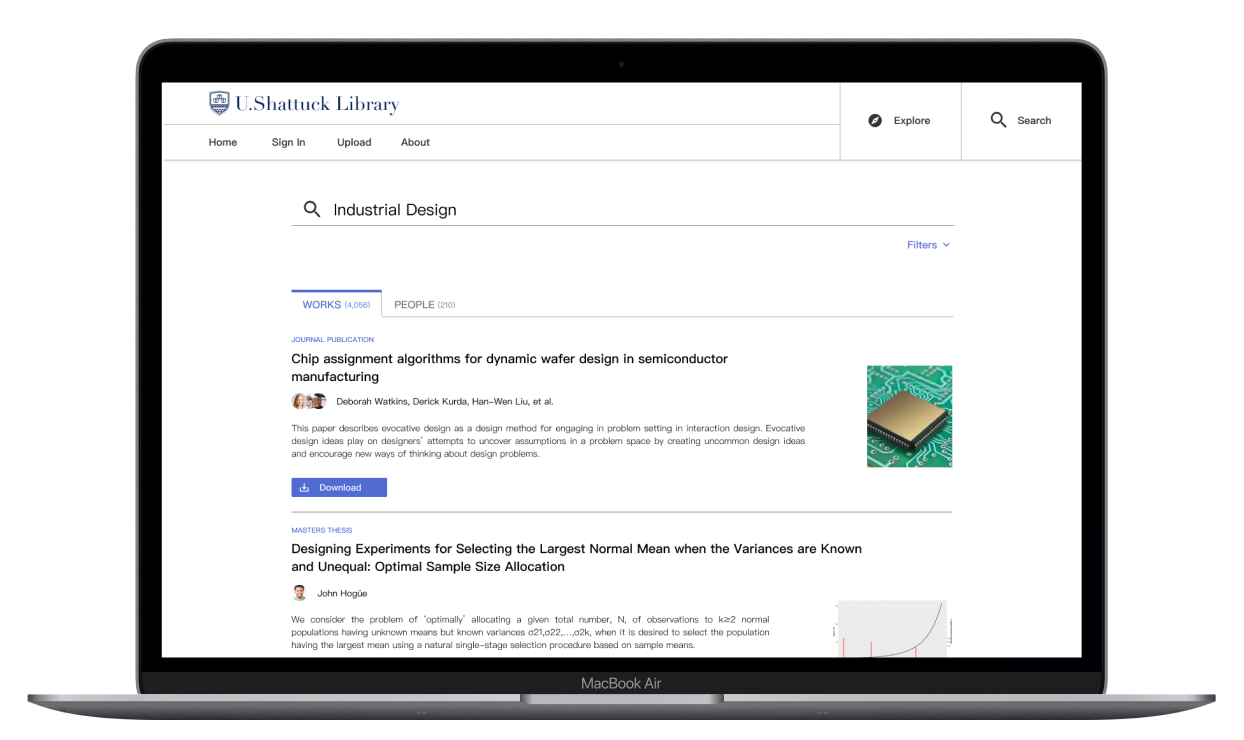 U.Shattuck Library
Explore
Search
Home Sign In Upload About
Industrial Design
Filters
WORKS (4,056) PEOPLE (210)
JOURNAL PUBLICATION
Chip assignment algorithms for dynamic wafer design in semiconductor
manufacturing
Deborah Watkins, Derick Kurda, Han-Wen Liu, et al.
This paper describes evocative design as a design method for engaging in problem setting in interaction design. Evocative
design ideas play on designers' attempts to uncover assumptions in a problem space by creating uncommon design ideas
and encourage new ways of thinking about design problems.
Download
MASTERS THESIS
Designing Experiments for Selecting the Largest Normal Mean when the Variances are Known
and Unequal: Optimal Sample Size Allocation
John Hogüe
We consider the problem of 'optimally' allocating a given total number, N, of observations to k≥2 normal
populations having unknown means but known variances σ21,σ22,...,σ2k, when it is desired to select the population
having the largest mean using a natural single-stage selection procedure based on sample means.
MacBook Air